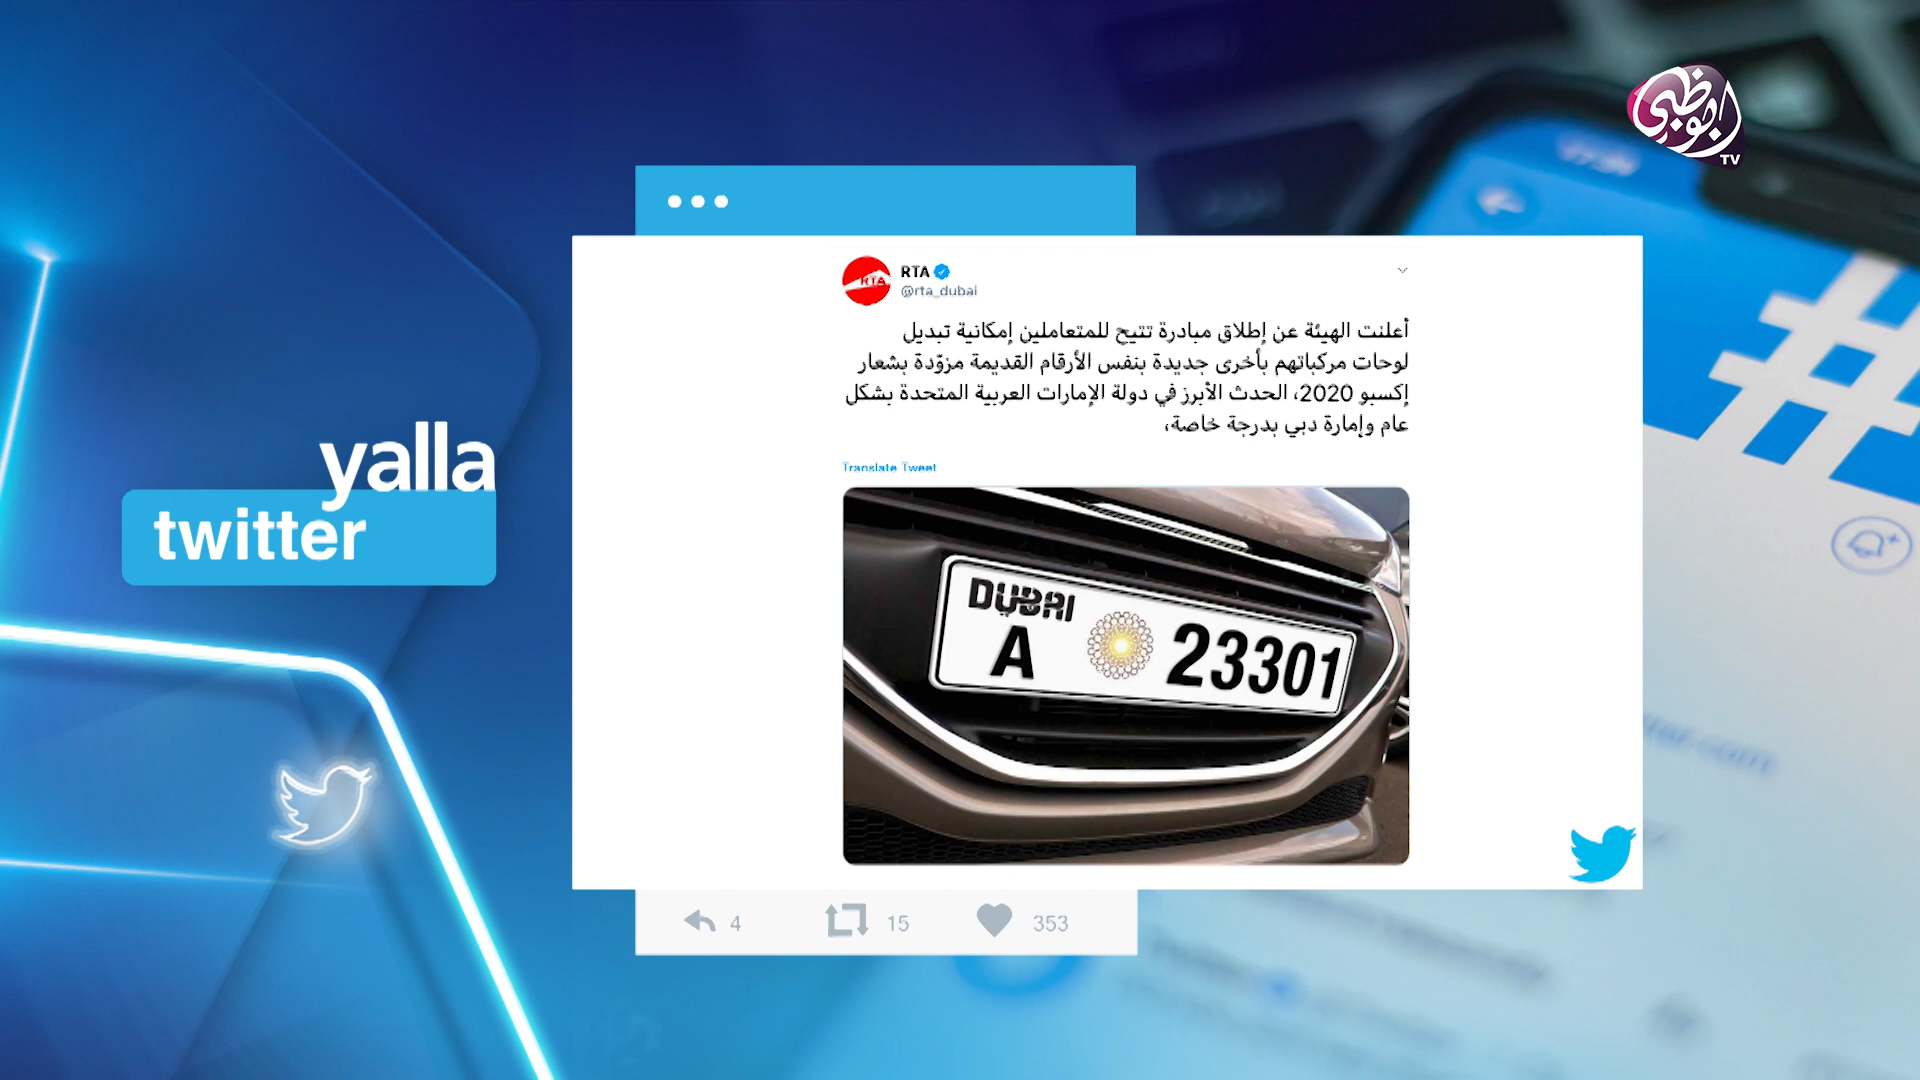 ابوظبي
TV
yalla
twitter
RTA
@rta_dubai
أعلنت الهيئة عن إطلاق مبادرة تتيح للمتعاملين إمكانية تبديل
لوحات مركباتهم بأخرى جديدة بنفس الأرقام القديمة مزوّدة بشعار
إكسبو 2020، الحدث الأبرز في دولة الإمارات العربية المتحدة بشكل
عام وإمارة دبي بدرجة خاصة،
Translate Tweet
DUBAI
A 23301
4 15 353